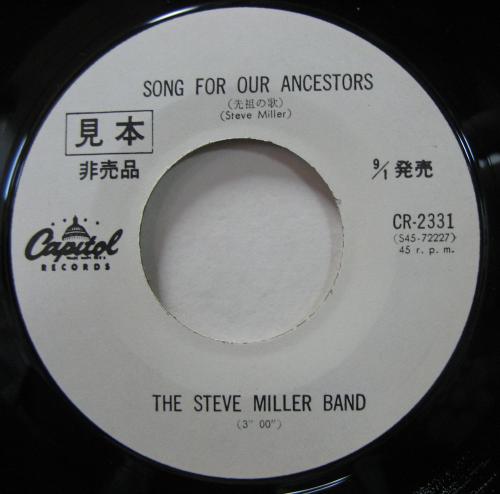 SONG FOR OUR ANCESTORS
(先祖の歌)
(Steve Miller)
見本
非売品
9/1 発売
Capitol
RECORDS
CR-2331
(S45-72227)
45 r.p.m.
THE STEVE MILLER BAND
(3" 00")